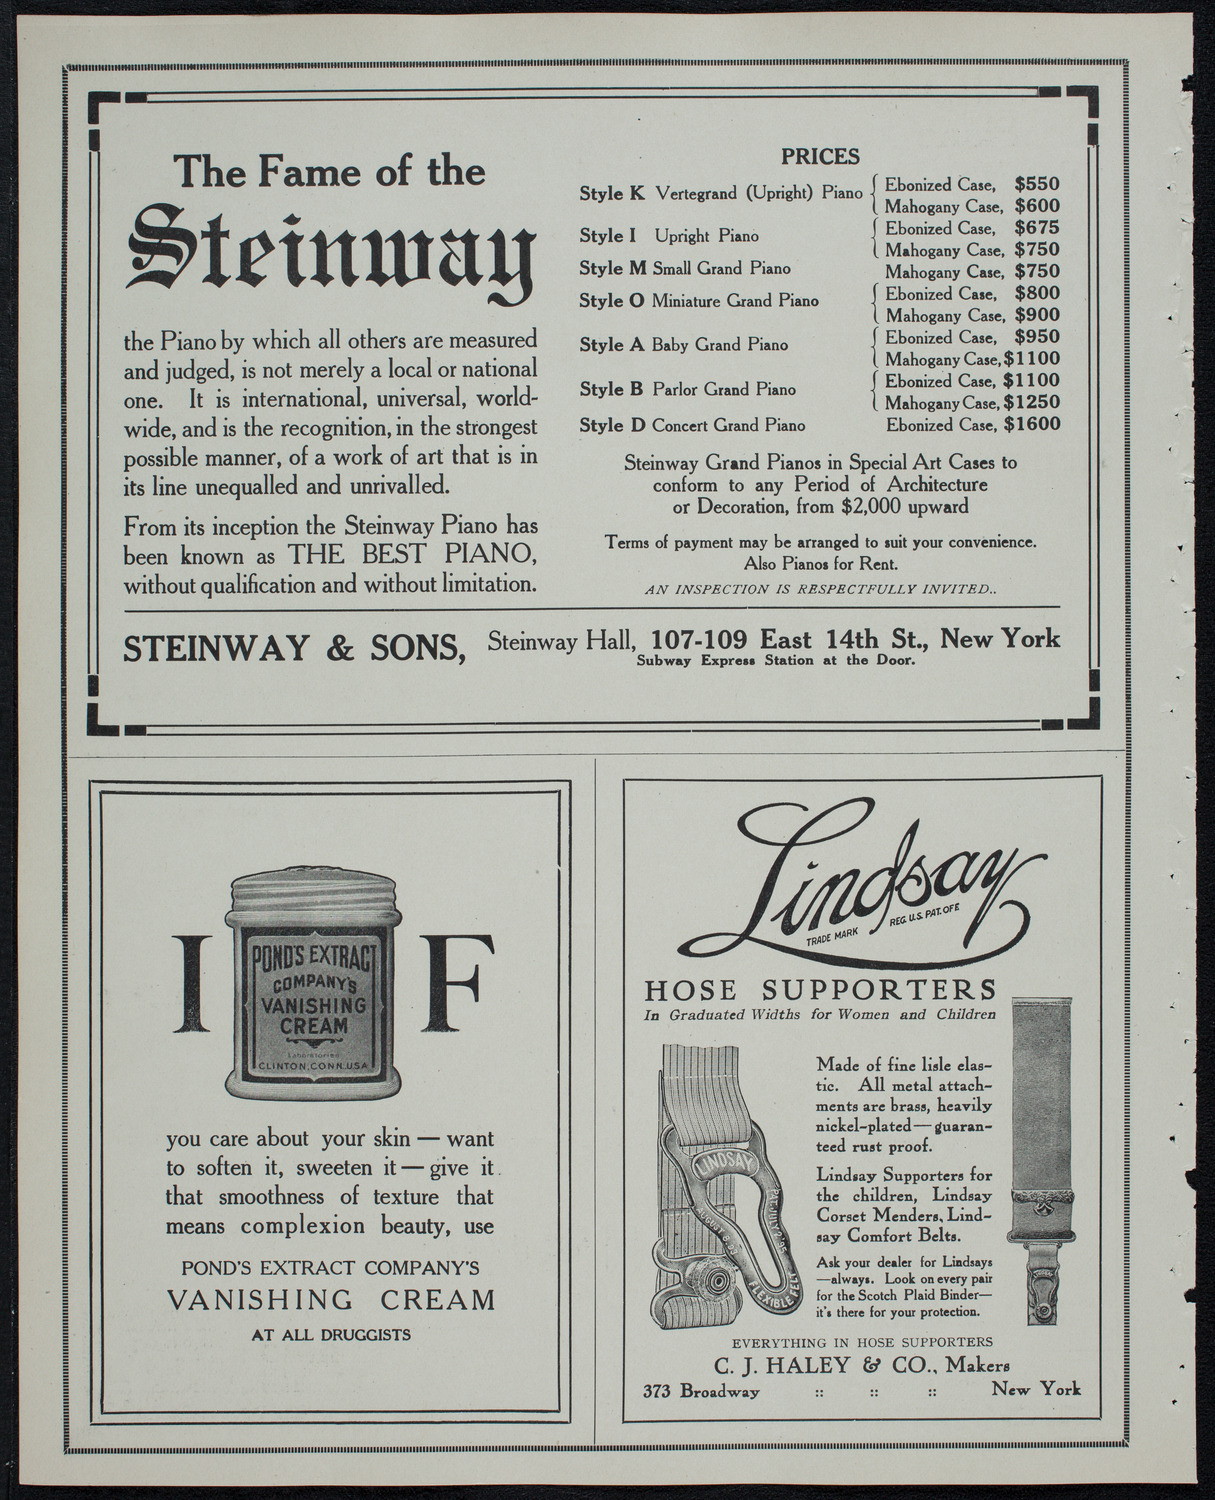 The Fame of the
Steinway
the Piano by which all others are measured
and judged, is not merely a local or national
one. It is international, universal, world-
wide, and is the recognition, in the strongest
possible manner, of a work of art that is in
its line unequalled and unrivalled.
From its inception the Steinway Piano has
been known as THE BEST PIANO,
without qualification and without limitation.
PRICES
Style K Vertegrand (Upright) Piano { Ebonized Case, $550
Mahogany Case, $600
Style I Upright Piano { Ebonized Case, $675
Mahogany Case, $750
Style M Small Grand Piano Mahogany Case, $750
Style O Miniature Grand Piano { Ebonized Case, $800
Mahogany Case, $900
Style A Baby Grand Piano { Ebonized Case, $950
Mahogany Case, $1100
Style B Parlor Grand Piano { Ebonized Case, $1100
Mahogany Case, $1250
Style D Concert Grand Piano Ebonized Case, $1600
Steinway Grand Pianos in Special Art Cases to
conform to any Period of Architecture
or Decoration, from $2,000 upward
Terms of payment may be arranged to suit your convenience.
Also Pianos for Rent.
AN INSPECTION IS RESPECTFULLY INVITED..
STEINWAY & SONS, Steinway Hall, 107-109 East 14th St., New York
Subway Express Station at the Door.
I F
POND'S EXTRACT
COMPANY'S
VANISHING
CREAM
Laboratories
CLINTON, CONN. USA
you care about your skin — want
to soften it, sweeten it — give it
that smoothness of texture that
means complexion beauty, use
POND'S EXTRACT COMPANY'S
VANISHING CREAM
AT ALL DRUGGISTS
Lindsay
TRADE MARK REG. U.S. PAT. OFF.
HOSE SUPPORTERS
In Graduated Widths for Women and Children
LINDSAY
PAT. JULY 2-95
AUGUST 8-99
FLEXIBLE FELT
Made of fine lisle elas-
tic. All metal attach-
ments are brass, heavily
nickel-plated—guaran-
teed rust proof.
Lindsay Supporters for
the children, Lindsay
Corset Menders, Lind-
say Comfort Belts.
Ask your dealer for Lindsays
—always. Look on every pair
for the Scotch Plaid Binder—
it's there for your protection.
EVERYTHING IN HOSE SUPPORTERS
C. J. HALEY & CO., Makers
373 Broadway :: :: :: New York